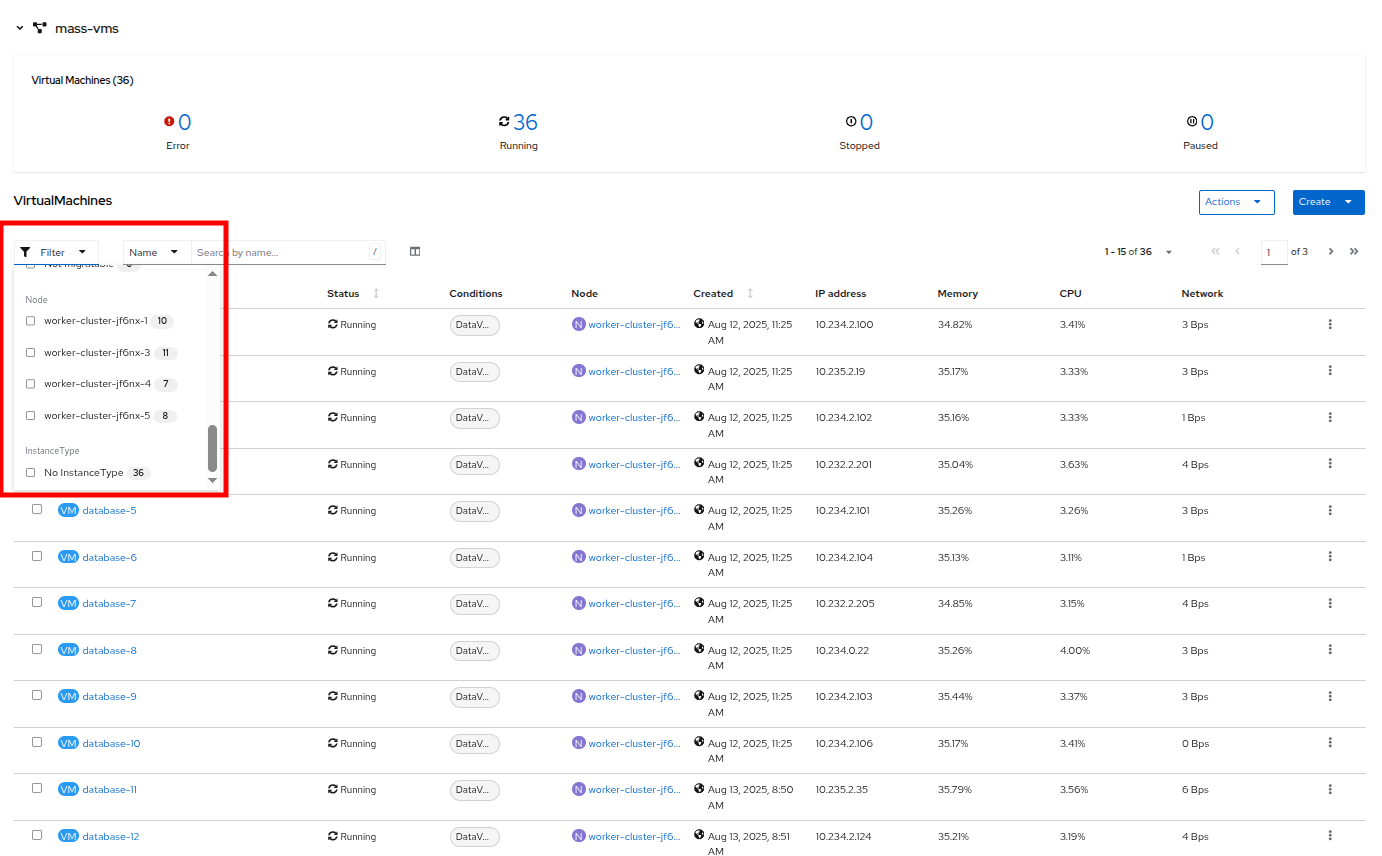 mass-vms
Virtual Machines (36)
0 36 0 0
Error Running Stopped Paused
VirtualMachines
Actions Create
Filter Name Search by name... / 1 - 15 of 36 1 of 3
Not migratable
Status Conditions Node Created IP address Memory CPU Network
Node
worker-cluster-jf6nx-1 10
worker-cluster-jf6nx-3 11
worker-cluster-jf6nx-4 7
worker-cluster-jf6nx-5 8
InstanceType
No InstanceType 36
Running DataV... N worker-cluster-jf6... Aug 12, 2025, 11:25 AM 10.234.2.100 34.82% 3.41% 3 Bps
Running DataV... N worker-cluster-jf6... Aug 12, 2025, 11:25 AM 10.235.2.19 35.17% 3.33% 3 Bps
Running DataV... N worker-cluster-jf6... Aug 12, 2025, 11:25 AM 10.234.2.102 35.16% 3.33% 1 Bps
Running DataV... N worker-cluster-jf6... Aug 12, 2025, 11:25 AM 10.232.2.201 35.04% 3.63% 4 Bps
VM database-5 Running DataV... N worker-cluster-jf6... Aug 12, 2025, 11:25 AM 10.234.2.101 35.26% 3.26% 3 Bps
VM database-6 Running DataV... N worker-cluster-jf6... Aug 12, 2025, 11:25 AM 10.234.2.104 35.13% 3.11% 1 Bps
VM database-7 Running DataV... N worker-cluster-jf6... Aug 12, 2025, 11:25 AM 10.232.2.205 34.85% 3.15% 4 Bps
VM database-8 Running DataV... N worker-cluster-jf6... Aug 12, 2025, 11:25 AM 10.234.0.22 35.26% 4.00% 3 Bps
VM database-9 Running DataV... N worker-cluster-jf6... Aug 12, 2025, 11:25 AM 10.234.2.103 35.44% 3.37% 3 Bps
VM database-10 Running DataV... N worker-cluster-jf6... Aug 12, 2025, 11:25 AM 10.234.2.106 35.17% 3.41% 0 Bps
VM database-11 Running DataV... N worker-cluster-jf6... Aug 13, 2025, 8:50 AM 10.235.2.35 35.79% 3.56% 6 Bps
VM database-12 Running DataV... N worker-cluster-jf6... Aug 13, 2025, 8:51 AM 10.234.2.124 35.21% 3.19% 4 Bps